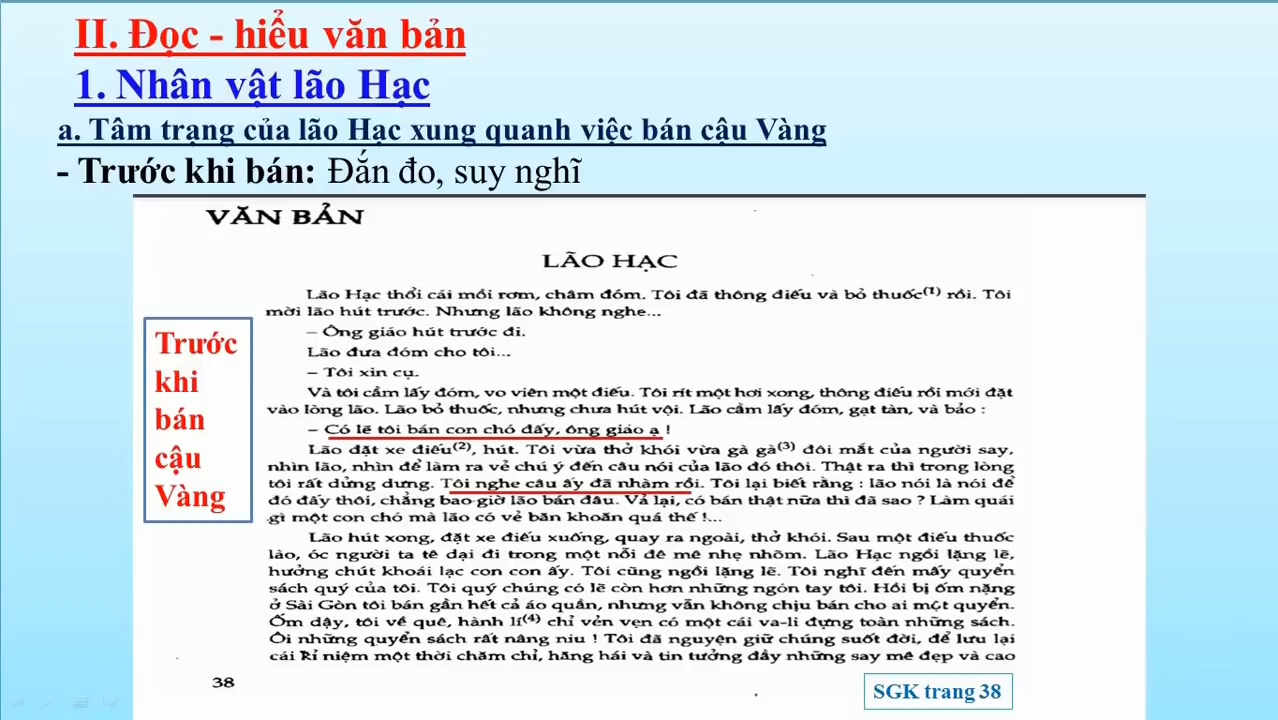 II. Đọc - hiểu văn bản
1. Nhân vật lão Hạc
a. Tâm trạng của lão Hạc xung quanh việc bán cậu Vàng
- Trước khi bán: Đắn đo, suy nghĩ
VĂN BẢN
LÃO HẠC
Lão Hạc thổi cái mồi rơm, châm đóm. Tôi đã thông điếu và bỏ thuốc(1) rồi. Tôi
mời lão hút trước. Nhưng lão không nghe...
– Ông giáo hút trước đi.
Lão đưa đóm cho tôi...
– Tôi xin cụ.
Và tôi cầm lấy đóm, vo viên một điếu. Tôi rít một hơi xong, thông điếu rồi mới đặt
vào lòng lão. Lão bỏ thuốc, nhưng chưa hút vội. Lão cầm lấy đóm, gạt tàn, và bảo :
– Có lẽ tôi bán con chó đấy, ông giáo ạ !
Lão đặt xe điếu(2), hút. Tôi vừa thở khói vừa gà gà(3) đôi mắt của người say,
nhìn lão, nhìn để làm ra vẻ chú ý đến câu nói của lão đó thôi. Thật ra thì trong lòng
tôi rất dửng dưng. Tôi nghe câu ấy đã nhàm rồi. Tôi lại biết rằng : lão nói là nói để
đó đấy thôi, chẳng bao giờ lão bán đâu. Vả lại, có bán thật nữa thì đã sao ? Làm quái
gì một con chó mà lão có vẻ băn khoăn quá thế !...
Lão hút xong, đặt xe điếu xuống, quay ra ngoài, thở khói. Sau một điếu thuốc
lào, óc người ta tê dại đi trong một nỗi đê mê nhẹ nhõm. Lão Hạc ngồi lặng lẽ,
hưởng chút khoái lạc con con ấy. Tôi cũng ngồi lặng lẽ. Tôi nghĩ đến mấy quyển
sách quý của tôi. Tôi quý chúng có lẽ còn hơn những ngón tay tôi. Hồi bị ốm nặng
ở Sài Gòn tôi bán gần hết cả áo quần, nhưng vẫn không chịu bán cho ai một quyển.
Ốm dậy, tôi về quê, hành lí(4) chỉ vẻn vẹn có một cái va-li đựng toàn những sách.
Ôi những quyển sách rất nâng niu ! Tôi đã nguyện giữ chúng suốt đời, để lưu lại
cái kỉ niệm một thời chăm chỉ, hăng hái và tin tưởng đầy những say mê đẹp và cao
Trước
khi
bán
cậu
Vàng
38
SGK trang 38